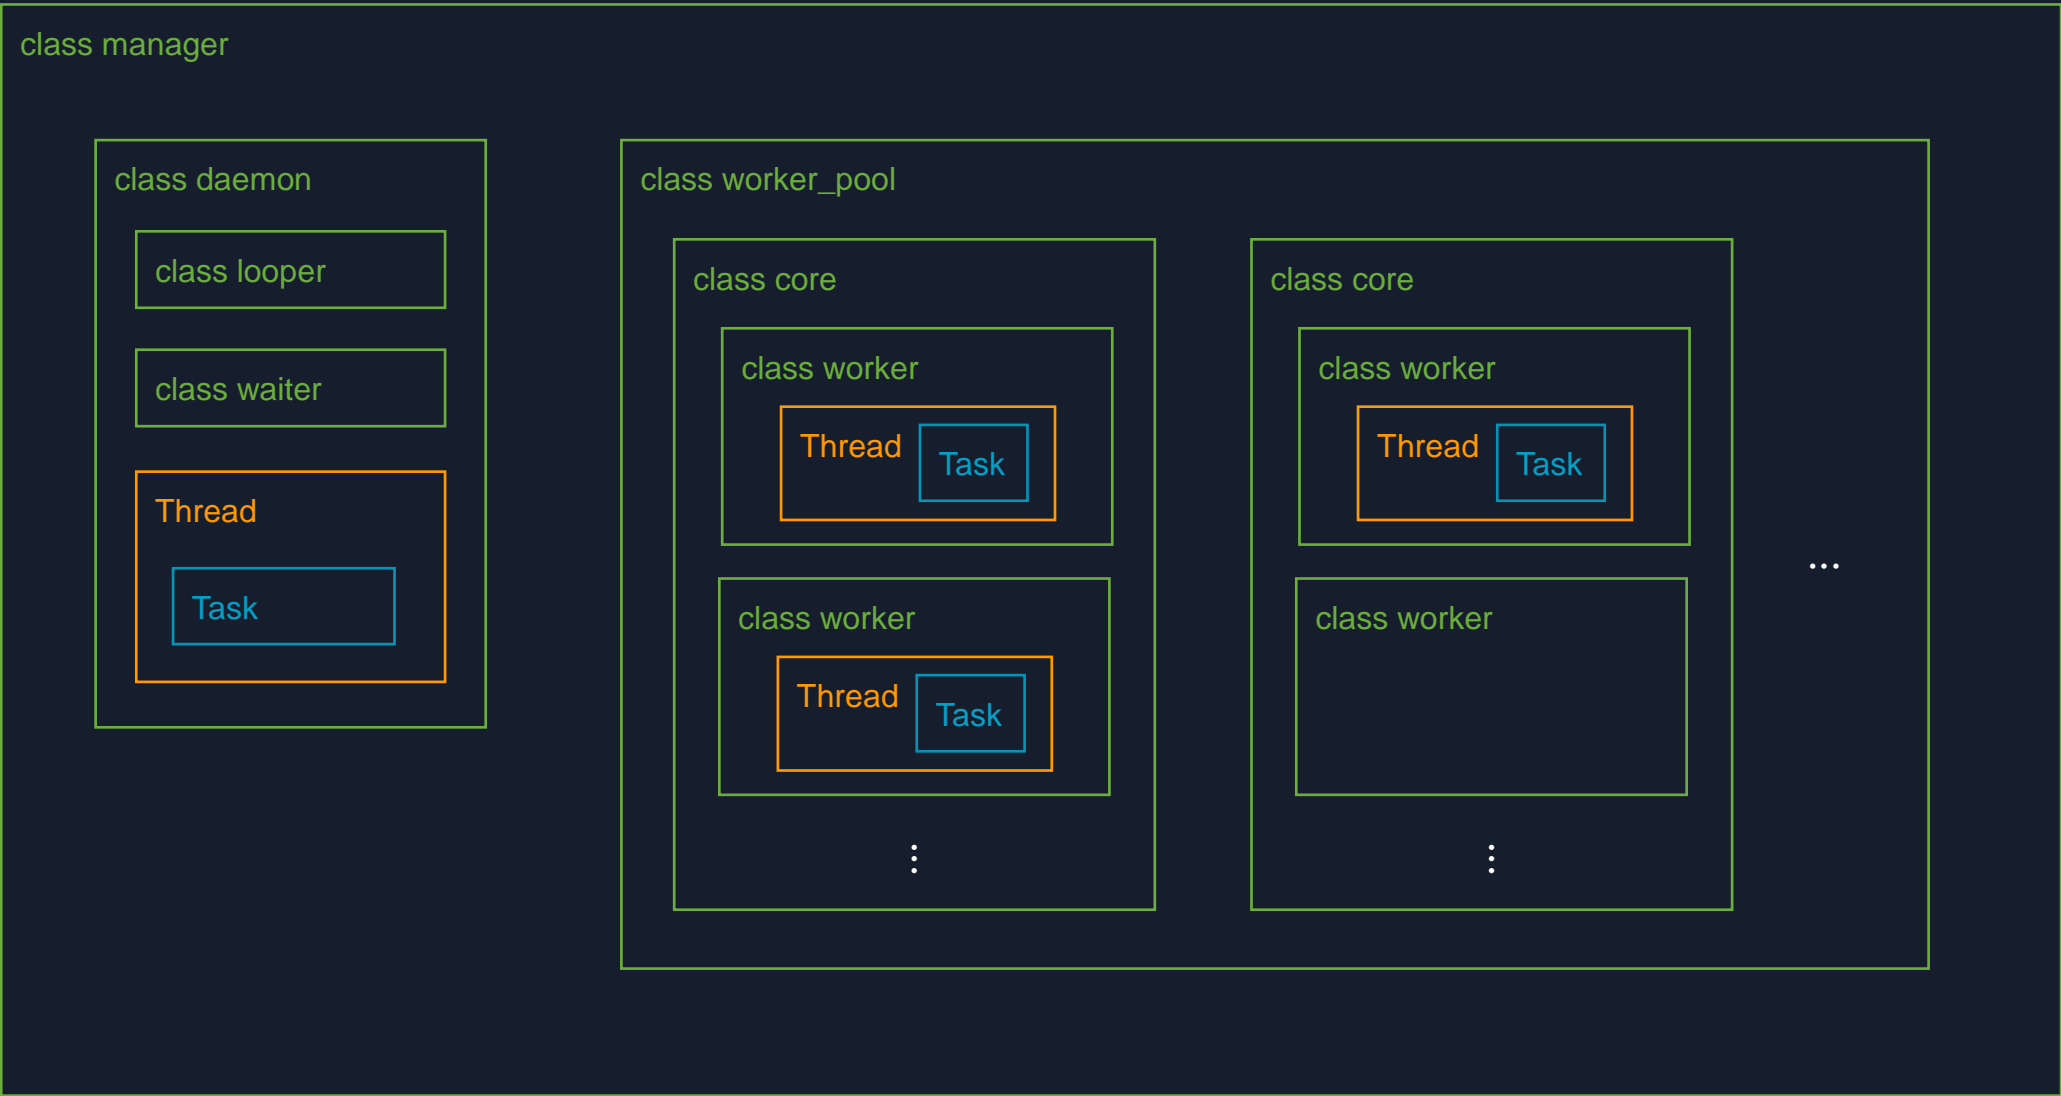 class manager
class daemon
class looper
class waiter
Thread
Task
class worker_pool
class core
class worker
Thread
Task
class worker
Thread
Task
⋮
class core
class worker
Thread
Task
class worker
⋮
...